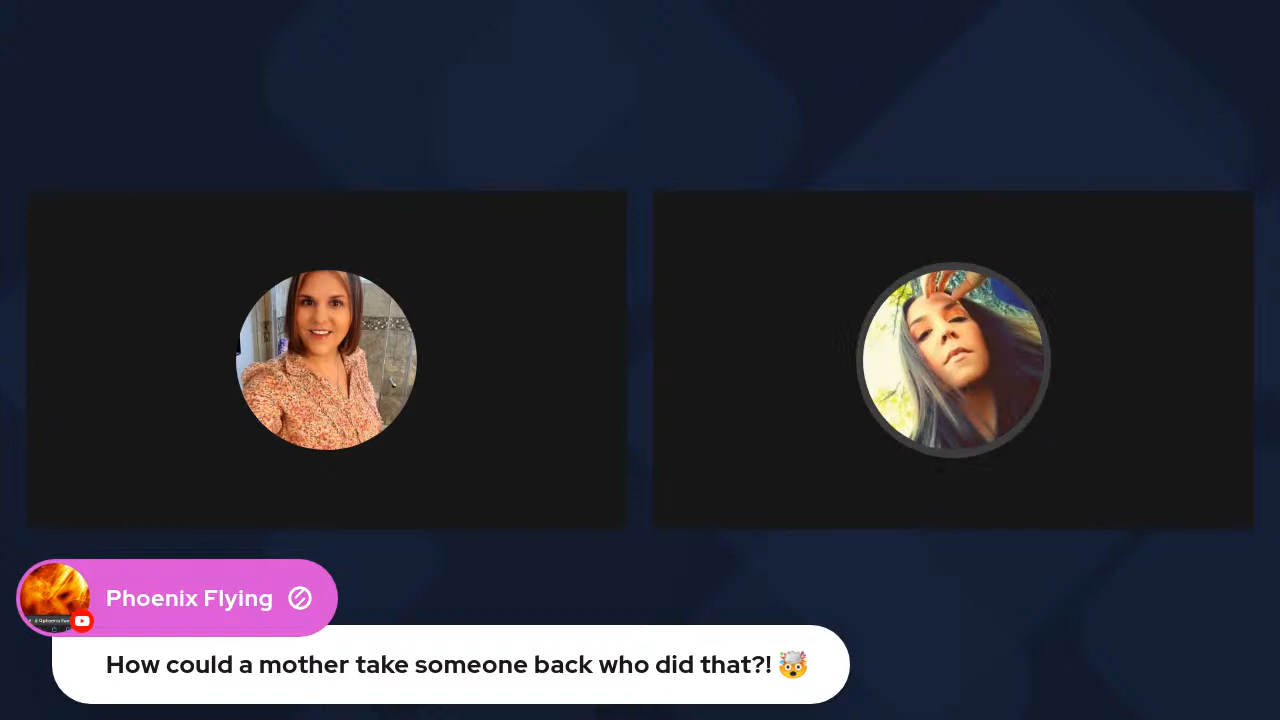 Phoenix Flying
How could a mother take someone back who did that?! 🤯